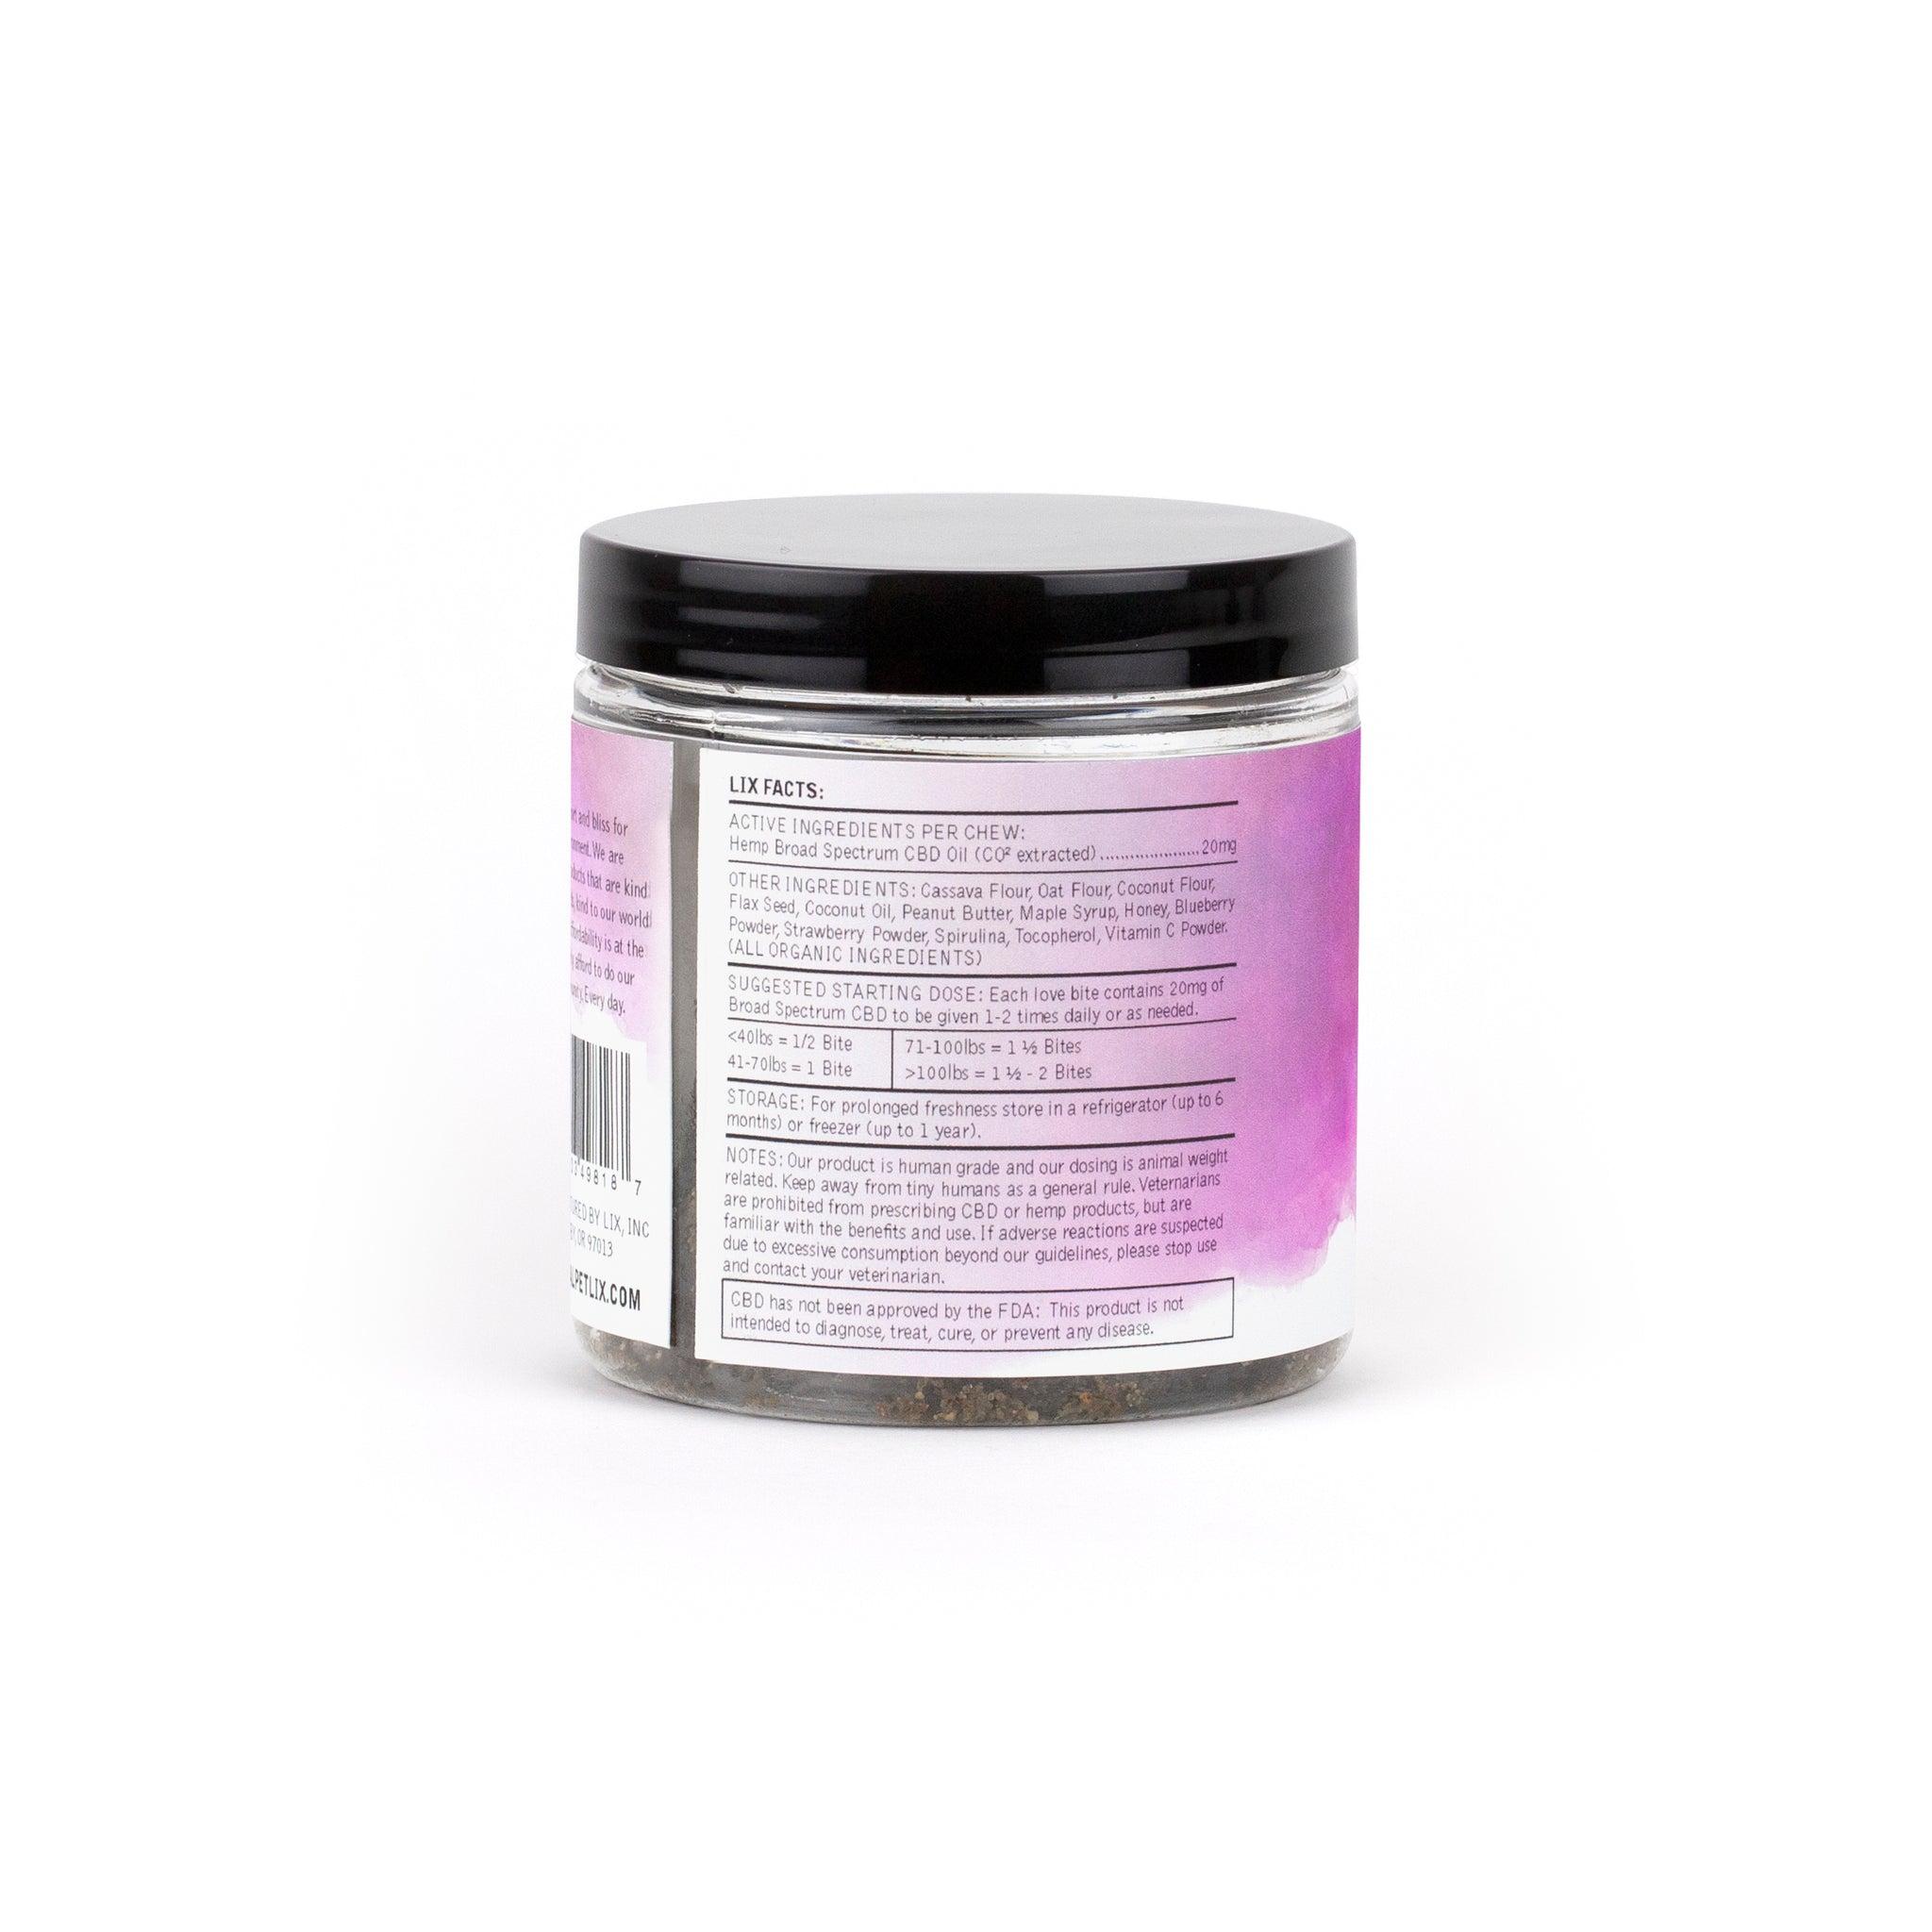 and bliss for
We are
that are kind
kind to our world
is at the
afford to do our
Every day.
49818 7
BY LIX, INC
OR 97013
PETLIX.COM
LIX FACTS:
ACTIVE INGREDIENTS PER CHEW:
Hemp Broad Spectrum CBD Oil (CO² extracted).....................20mg
OTHER INGREDIENTS: Cassava Flour, Oat Flour, Coconut Flour,
Flax Seed, Coconut Oil, Peanut Butter, Maple Syrup, Honey, Blueberry
Powder, Strawberry Powder, Spirulina, Tocopherol, Vitamin C Powder.
(ALL ORGANIC INGREDIENTS)
SUGGESTED STARTING DOSE: Each love bite contains 20mg of
Broad Spectrum CBD to be given 1-2 times daily or as needed.
<40lbs = 1/2 Bite
41-70lbs = 1 Bite
71-100lbs = 1 ½ Bites
>100lbs = 1 ½ - 2 Bites
STORAGE: For prolonged freshness store in a refrigerator (up to 6
months) or freezer (up to 1 year).
NOTES: Our product is human grade and our dosing is animal weight
related. Keep away from tiny humans as a general rule. Veternarians
are prohibited from prescribing CBD or hemp products, but are
familiar with the benefits and use. If adverse reactions are suspected
due to excessive consumption beyond our guidelines, please stop use
and contact your veterinarian.
CBD has not been approved by the FDA: This product is not
intended to diagnose, treat, cure, or prevent any disease.